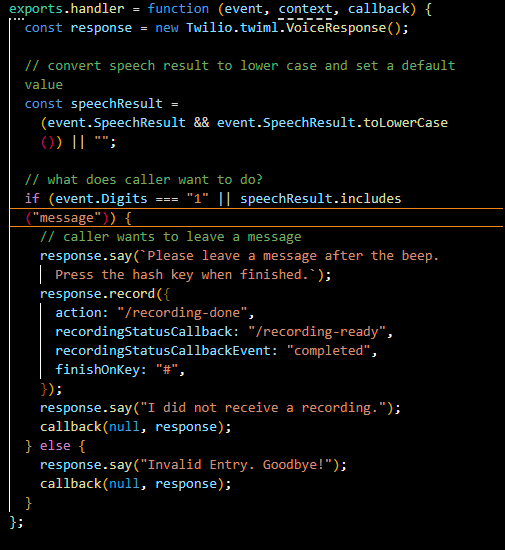 exports.handler = function (event, context, callback) {
const response = new Twilio.twiml.VoiceResponse();
// convert speech result to lower case and set a default
value
const speechResult =
(event.SpeechResult && event.SpeechResult.toLowerCase
()) || "";
// what does caller want to do?
if (event.Digits === "1" || speechResult.includes
("message")) {
// caller wants to leave a message
response.say(`Please leave a message after the beep.
Press the hash key when finished.`);
response.record({
action: "/recording-done",
recordingStatusCallback: "/recording-ready",
recordingStatusCallbackEvent: "completed",
finishOnKey: "#",
});
response.say("I did not receive a recording.");
callback(null, response);
} else {
response.say("Invalid Entry. Goodbye!");
callback(null, response);
}
};